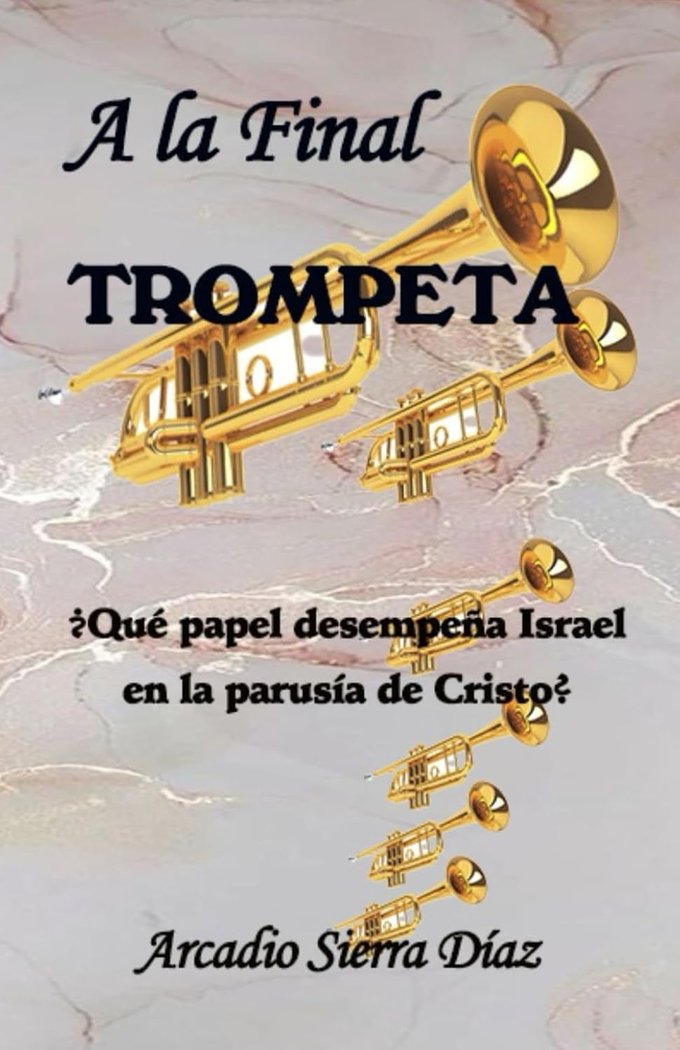 A la Final
TROMPETA
¿Qué papel desempeña Israel
en la parusía de Cristo?
Arcadio Sierra Díaz